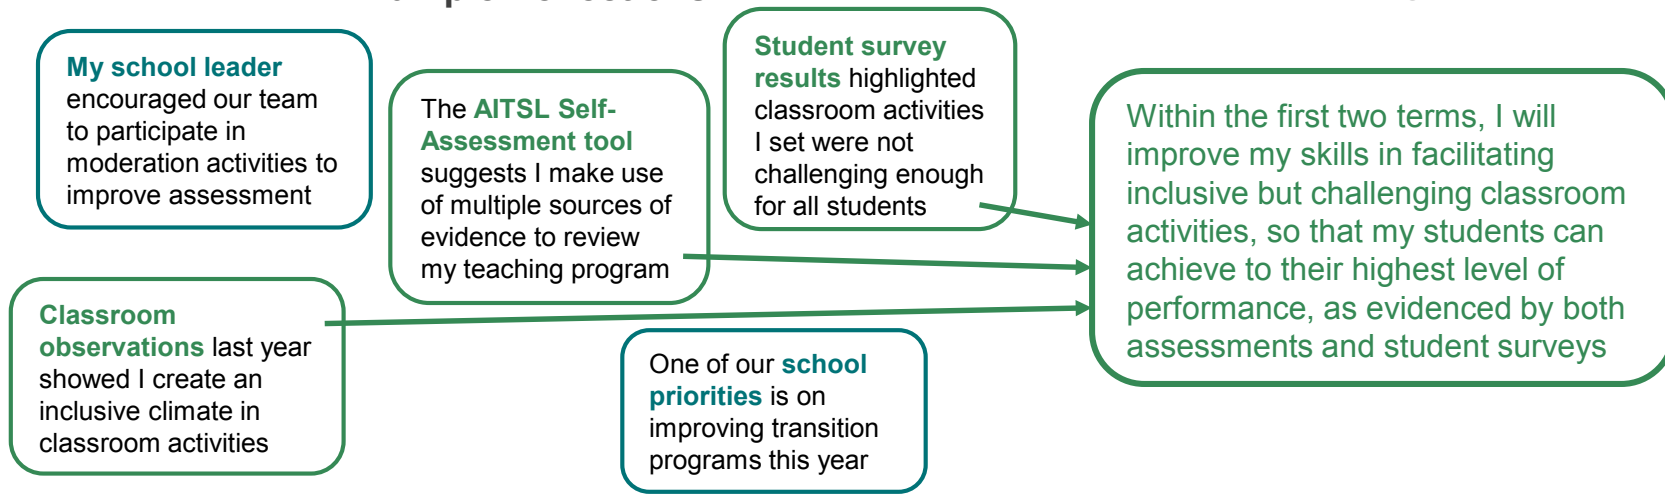 My school leader
encouraged our team
to participate in
moderation activities to
improve assessment
The AITSL Self-
Assessment tool
suggests I make use
of multiple sources of
evidence to review
my teaching program
Student survey
results highlighted
classroom activities
I set were not
challenging enough
for all students
Within the first two terms, I will
improve my skills in facilitating
inclusive but challenging classroom
activities, so that my students can
achieve to their highest level of
performance, as evidenced by both
assessments and student surveys
Classroom
observations last year
showed I create an
inclusive climate in
classroom activities
One of our school
priorities is on
improving transition
programs this year